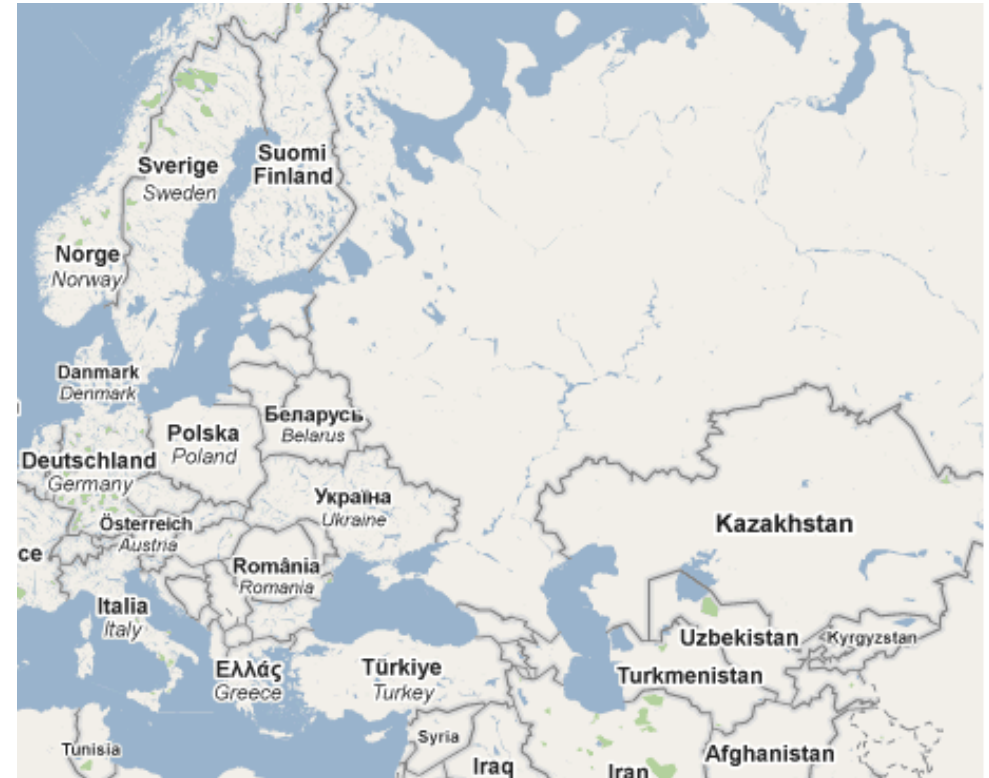 Suomi
Finland
Sverige
Sweden
Norge
Norway
Danmark
Denmark
Беларусь
Belarus
Polska
Poland
Deutschland
Germany
Україна
Ukraine
Österreich
Austria
Kazakhstan
ce
România
Romania
Italia
Italy
Uzbekistan
Kyrgyzstan
Ελλάς
Greece
Türkiye
Turkey
Turkmenistan
Tunisia
Syria
Afghanistan
Iraq
Iran